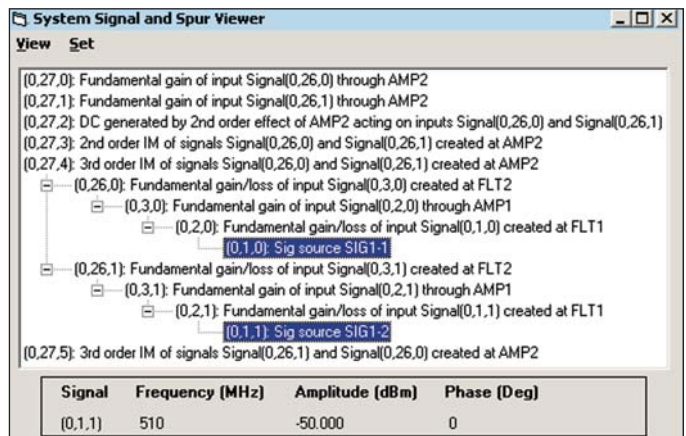 System Signal and Spur Viewer
View Set
(0,27,0): Fundamental gain of input Signal(0,26,0) through AMP2
(0,27,1): Fundamental gain of input Signal(0,26,1) through AMP2
(0,27,2): DC generated by 2nd order effect of AMP2 acting on inputs Signal(0,26,0) and Signal(0,26,1)
(0,27,3): 2nd order IM of signals Signal(0,26,0) and Signal(0,26,1) created at AMP2
(0,27,4): 3rd order IM of signals Signal(0,26,0) and Signal(0,26,1) created at AMP2
(0,26,0): Fundamental gain/loss of input Signal(0,3,0) created at FLT2
(0,3,0): Fundamental gain of input Signal(0,2,0) through AMP1
(0,2,0): Fundamental gain/loss of input Signal(0,1,0) created at FLT1
(0,1,0): Sig source SIG1-1
(0,26,1): Fundamental gain/loss of input Signal(0,3,1) created at FLT2
(0,3,1): Fundamental gain of input Signal(0,2,1) through AMP1
(0,2,1): Fundamental gain/loss of input Signal(0,1,1) created at FLT1
(0,1,1): Sig source SIG1-2
(0,27,5): 3rd order IM of signals Signal(0,26,1) and Signal(0,26,0) created at AMP2
Signal Frequency (MHz) Amplitude (dBm) Phase (Deg)
(0,1,1) 510 -50.000 0